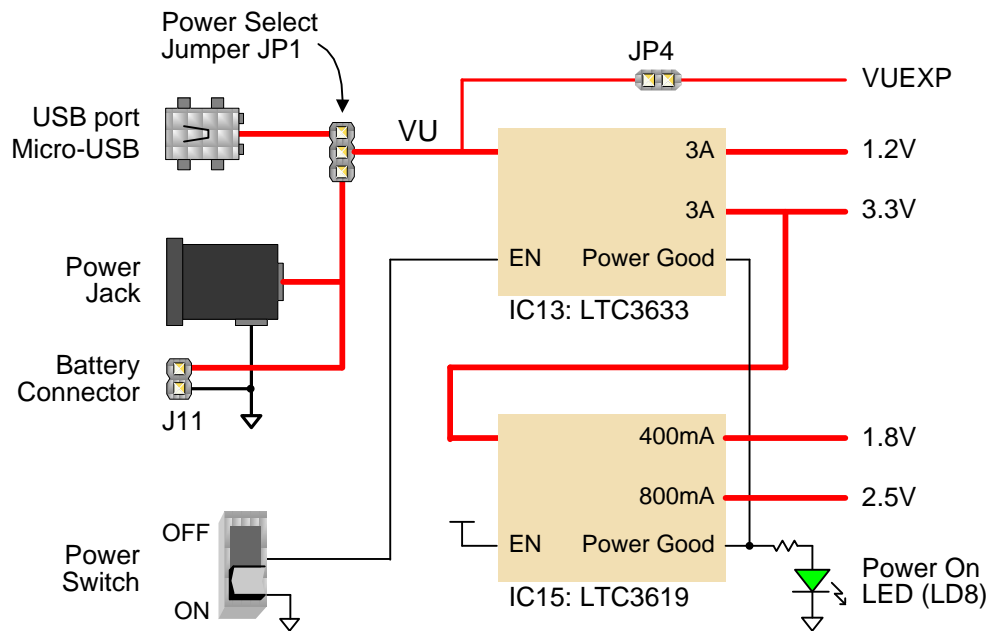 Power Select
Jumper JP1
JP4
VUEXP
USB port
Micro-USB
VU
3A
1.2V
3A
3.3V
EN
Power Good
IC13: LTC3633
Power
Jack
Battery
Connector
J11
400mA
1.8V
800mA
2.5V
EN
Power Good
IC15: LTC3619
OFF
Power
Switch
ON
Power On
LED (LD8)